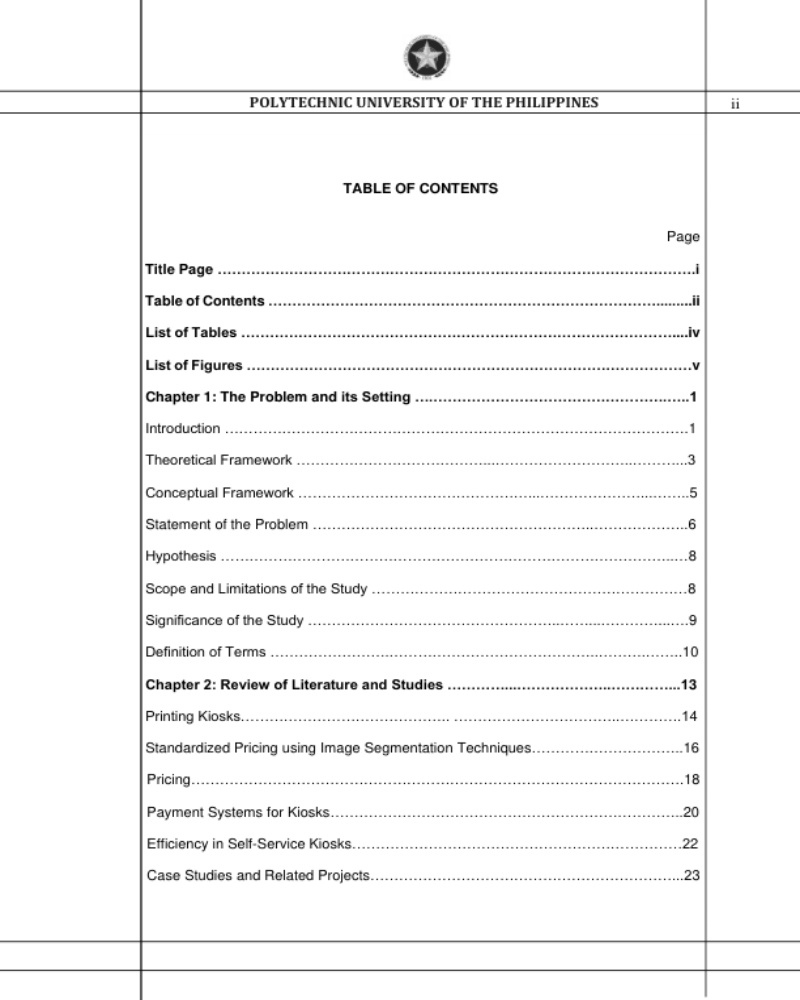 POLYTECHNIC UNIVERSITY OF THE PHILIPPINES ii
TABLE OF CONTENTS
Page
Title Page ……………………………………………………………………………………….i
Table of Contents ……………………………………………………………………….........ii
List of Tables ………………………………………………………………………………....iv
List of Figures …………………………………………………………………………………v
Chapter 1: The Problem and its Setting ………………………………………………….1
Introduction ……………………………………………………………………………………1
Theoretical Framework ……………………………………………………………………...3
Conceptual Framework ……………………………………………………………………..5
Statement of the Problem …………………………………………………………………..6
Hypothesis …………………………………………………………………………………....8
Scope and Limitations of the Study …………………………………………………………8
Significance of the Study …………………………………………………………………....9
Definition of Terms …………………………………………………………………………..10
Chapter 2: Review of Literature and Studies …………....………………...…………...13
Printing Kiosks…………………………………….. ……………………………………….14
Standardized Pricing using Image Segmentation Techniques…………………………..16
Pricing…………………………………………………………………………………………18
Payment Systems for Kiosks………………………………………………………………..20
Efficiency in Self-Service Kiosks……………………………………………………………22
Case Studies and Related Projects………………………………………………………...23